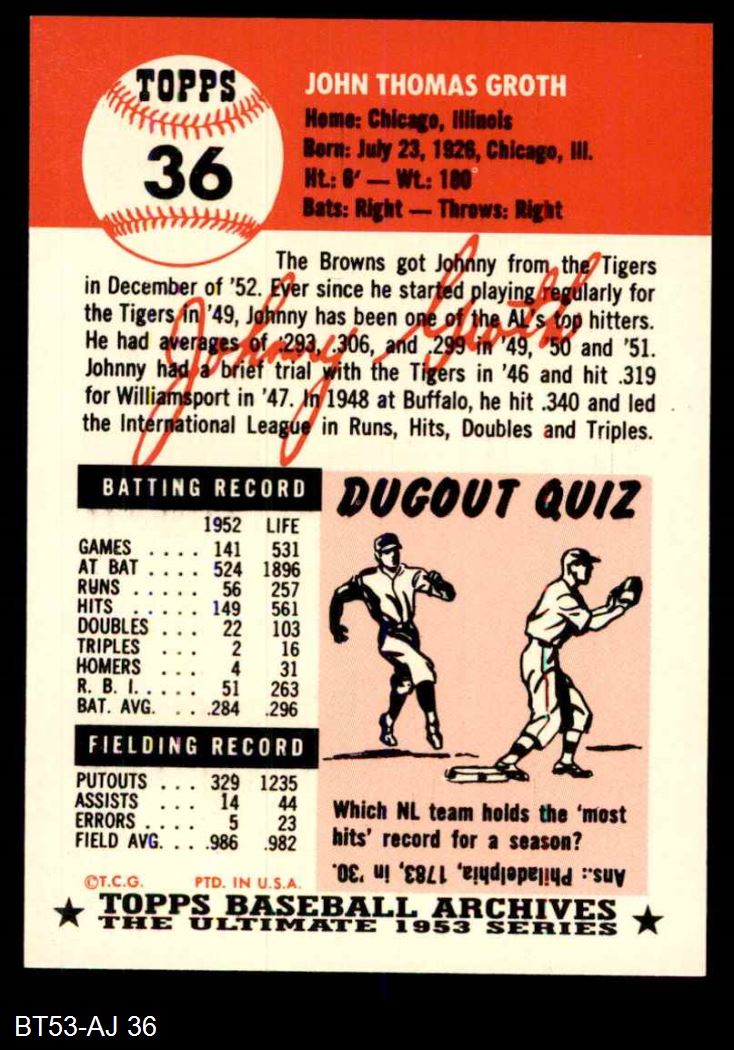 TOPPS
36
JOHN THOMAS GROTH
Home: Chicago, Illinois
Born: July 23, 1926, Chicago, Ill.
Ht.: 6' — Wt.: 180
Bats: Right — Throws: Right
The Browns got Johnny from the Tigers
in December of '52. Ever since he started playing regularly for
the Tigers in '49, Johnny has been one of the AL's top hitters.
He had averages of .293, .306, and .299 in '49, '50 and '51.
Johnny had a brief trial with the Tigers in '46 and hit .319
for Williamsport in '47. In 1948 at Buffalo, he hit .340 and led
the International League in Runs, Hits, Doubles and Triples.
Johnny Groth
BATTING RECORD
1952 LIFE
GAMES .... 141 531
AT BAT .... 524 1896
RUNS ..... 56 257
HITS ..... 149 561
DOUBLES ... 22 103
TRIPLES ... 2 16
HOMERS ... 4 31
R. B. I. .... 51 263
BAT. AVG. ... .284 .296
FIELDING RECORD
PUTOUTS ... 329 1235
ASSISTS ... 14 44
ERRORS .... 5 23
FIELD AVG. ... .986 .982
DUGOUT QUIZ
Which NL team holds the 'most
hits' record for a season?
Ans.: Philadelphia, 1783, in '30.
©T.C.G. PTD. IN U.S.A.
★ TOPPS BASEBALL ARCHIVES ★
THE ULTIMATE 1953 SERIES
BT53-AJ 36